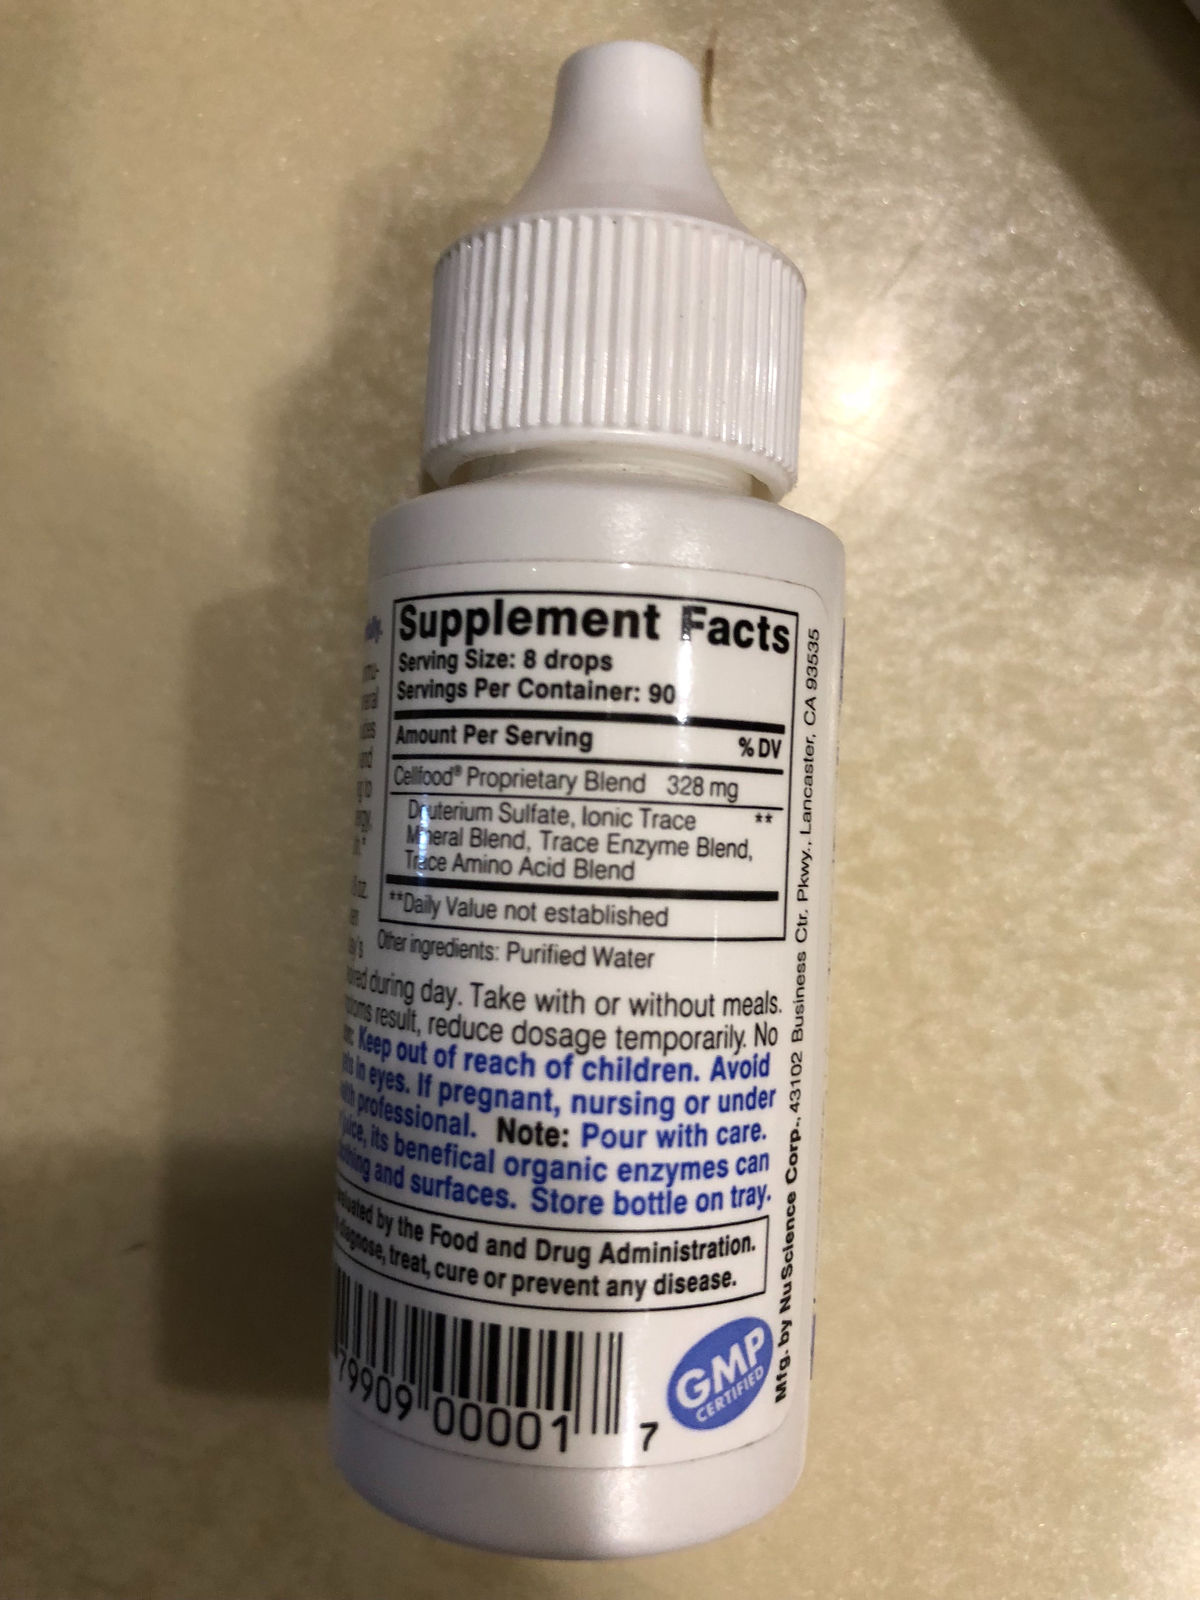 Supplement Facts
Serving Size: 8 drops
Servings Per Container: 90
Amount Per Serving % DV
Cellfood® Proprietary Blend 328 mg
Deuterium Sulfate, Ionic Trace **
Mineral Blend, Trace Enzyme Blend,
Trace Amino Acid Blend
**Daily Value not established
Other ingredients: Purified Water
during day. Take with or without meals.
result, reduce dosage temporarily. No
Keep out of reach of children. Avoid
in eyes. If pregnant, nursing or under
professional. Note: Pour with care.
juice, its benefical organic enzymes can
and surfaces. Store bottle on tray.
by the Food and Drug Administration.
diagnose, treat, cure or prevent any disease.
79909 00001 7
GMP
CERTIFIED
Mfg. by NuScience Corp., 43102 Business Ctr. Pkwy., Lancaster, CA 93535